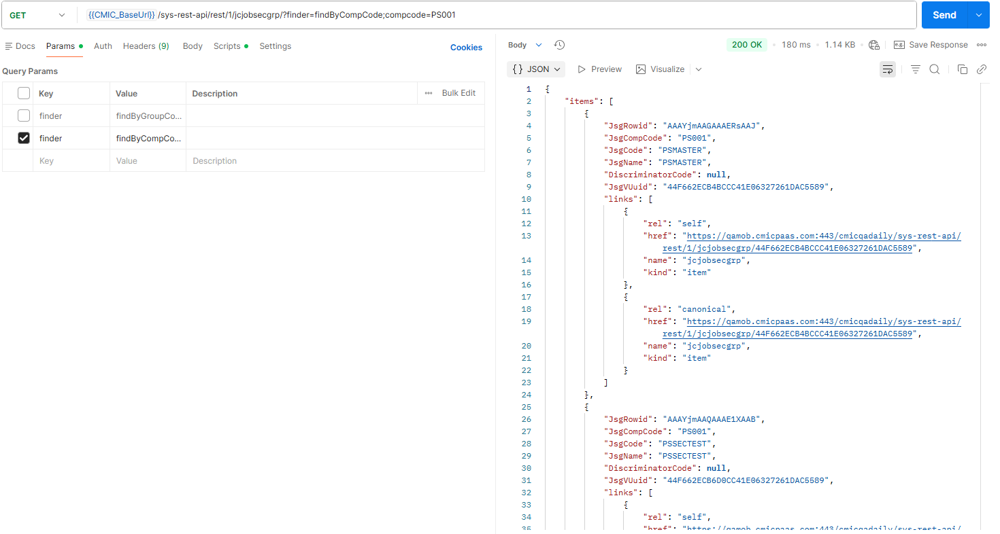 GET {{CMIC_BaseUrl}} /sys-rest-api/rest/1/jcjobsecgrp/?finder=findByCompCode;compcode=PS001 Send
Docs Params Auth Headers (9) Body Scripts Settings Cookies
Query Params
Key Value Description Bulk Edit
finder findByGroupCo...
finder findByCompCo...
Key Value Description
Body 200 OK 180 ms 1.14 KB e.g. Save Response
{} JSON Preview Visualize
1 {
2 "items": [
3 {
4 "JsgRowid": "AAAYjmAAGAAAERsAAJ",
5 "JsgCompCode": "PS001",
6 "JsgCode": "PSMASTER",
7 "JsgName": "PSMASTER",
8 "DiscriminatorCode": null,
9 "JsgVUuid": "44F662ECB4BCCC41E06327261DAC5589",
10 "links": [
11 {
12 "rel": "self",
13 "href": "https://qamob.cmicpaas.com:443/cmicqadaily/sys-rest-api/
rest/1/jcjobsecgrp/44F662ECB4BCCC41E06327261DAC5589",
14 "name": "jcjobsecgrp",
15 "kind": "item"
16 },
17 {
18 "rel": "canonical",
19 "href": "https://qamob.cmicpaas.com:443/cmicqadaily/sys-rest-api/
rest/1/jcjobsecgrp/44F662ECB4BCCC41E06327261DAC5589",
20 "name": "jcjobsecgrp",
21 "kind": "item"
22 }
23 ]
24 },
25 {
26 "JsgRowid": "AAAYjmAAQAAAE1XAAB",
27 "JsgCompCode": "PS001",
28 "JsgCode": "PSSECTEST",
29 "JsgName": "PSSECTEST",
30 "DiscriminatorCode": null,
31 "JsgVUuid": "44F662ECB6D0CC41E06327261DAC5589",
32 "links": [
33 {
34 "rel": "self",
35 "href": "https://qamob.cmicpaas.com:443/cmicqadaily/sys-rest-api/